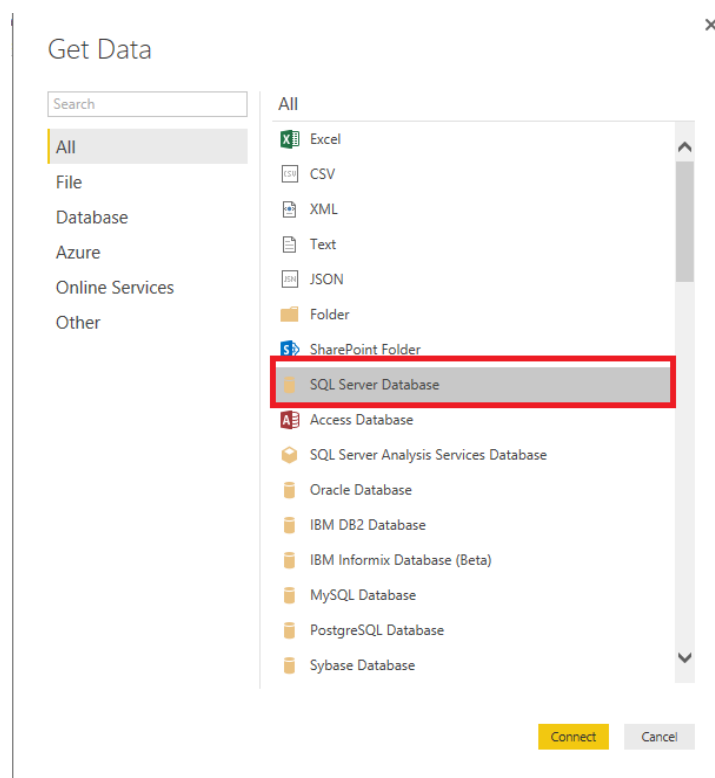 Get Data
Search
All
File
Database
Azure
Online Services
Other
All
Excel
CSV
XML
Text
JSON
Folder
SharePoint Folder
SQL Server Database
Access Database
SQL Server Analysis Services Database
Oracle Database
IBM DB2 Database
IBM Informix Database (Beta)
MySQL Database
PostgreSQL Database
Sybase Database
Connect
Cancel